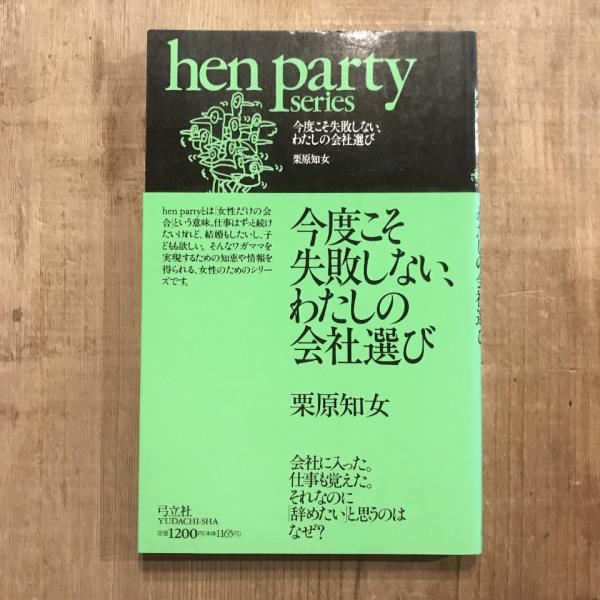 hen party
series
今度こそ失敗しない、
わたしの会社選び
栗原知女
hen partyとは「女性だけの会
合」という意味。仕事はずっと続け
たいけれど、結婚もしたいし、子
どもも欲しい。そんなワガママを
実現するための知恵や情報を
得られる、女性のためのシリー
ズです。
今度こそ
失敗しない、
わたしの
会社選び
栗原知女
会社に入った。
仕事も覚えた。
それなのに
「辞めたい」と思うのは
なぜ?
弓立社
YUDACHI-SHA
定価1200円(本体1165円)